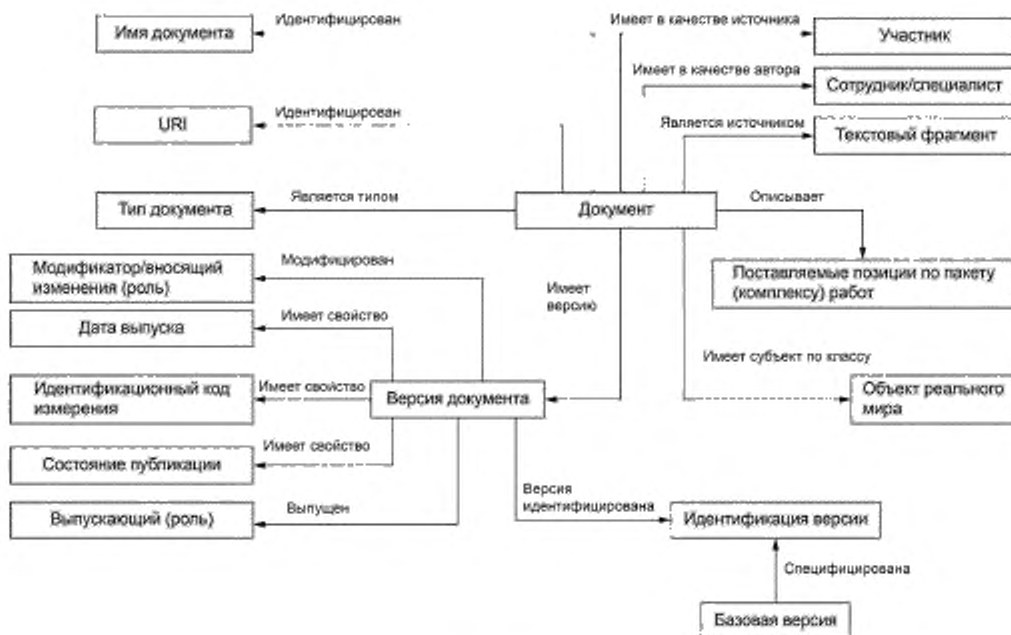 Имя документа
Идентифицирован
Имеет в качестве источника
Участник
Имеет в качестве автора
Сотрудник/специалист
URI
Идентифицирован
Является источником
Текстовый фрагмент
Тип документа
Является типом
Документ
Описывает
Модификатор/вносящий
изменения (роль)
Модифицирован
Имеет
версию
Поставляемые позиции по пакету
(комплексу) работ
Дата выпуска
Имеет свойство
Имеет субъект по классу
Идентификационный код
измерения
Имеет свойство
Версия документа
Объект реального
мира
Состояние публикации
Имеет свойство
Выпускающий (роль)
Выпущен
Версия
идентифицирована
Идентификация версии
Специфицирована
Базовая версия